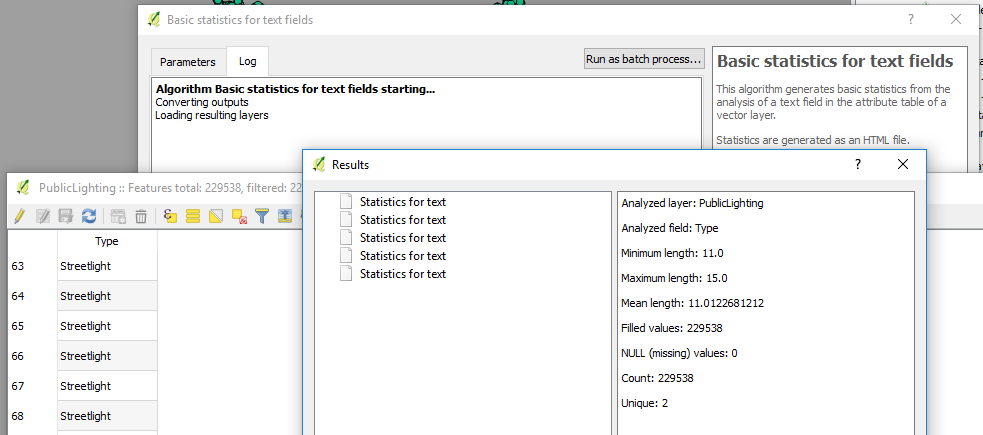 Basic statistics for text fields
Parameters
Log
Run as batch process...
Algorithm Basic statistics for text fields starting...
Converting outputs
Loading resulting layers
Basic statistics for text fields
This algorithm generates basic statistics from the
analysis of a text field in the attribute table of a
vector layer.
Statistics are generated as an HTML file.
PublicLighting :: Features total: 229538, filtered: 22
Type
63 Streetlight
64 Streetlight
65 Streetlight
66 Streetlight
67 Streetlight
68 Streetlight
Results
Statistics for text
Statistics for text
Statistics for text
Statistics for text
Statistics for text
Analyzed layer: PublicLighting
Analyzed field: Type
Minimum length: 11.0
Maximum length: 15.0
Mean length: 11.0122681212
Filled values: 229538
NULL (missing) values: 0
Count: 229538
Unique: 2